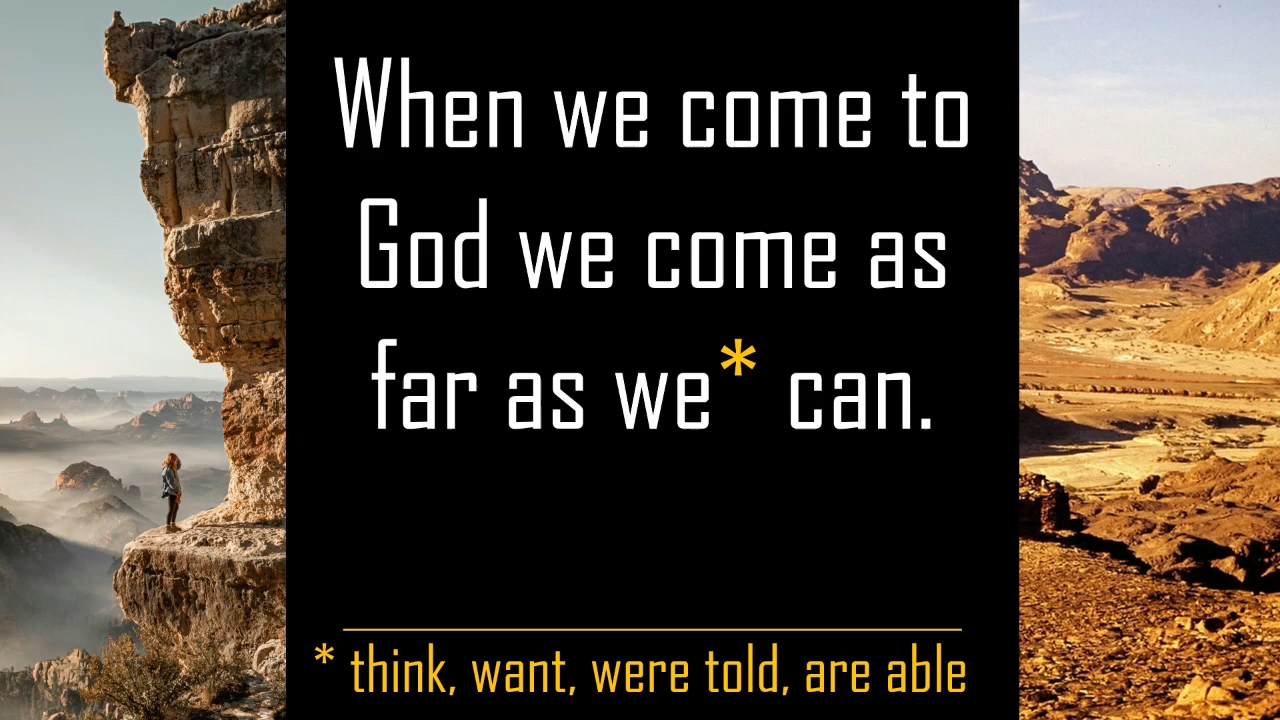 When we come to
God we come as
far as we* can.
* think, want, were told, are able